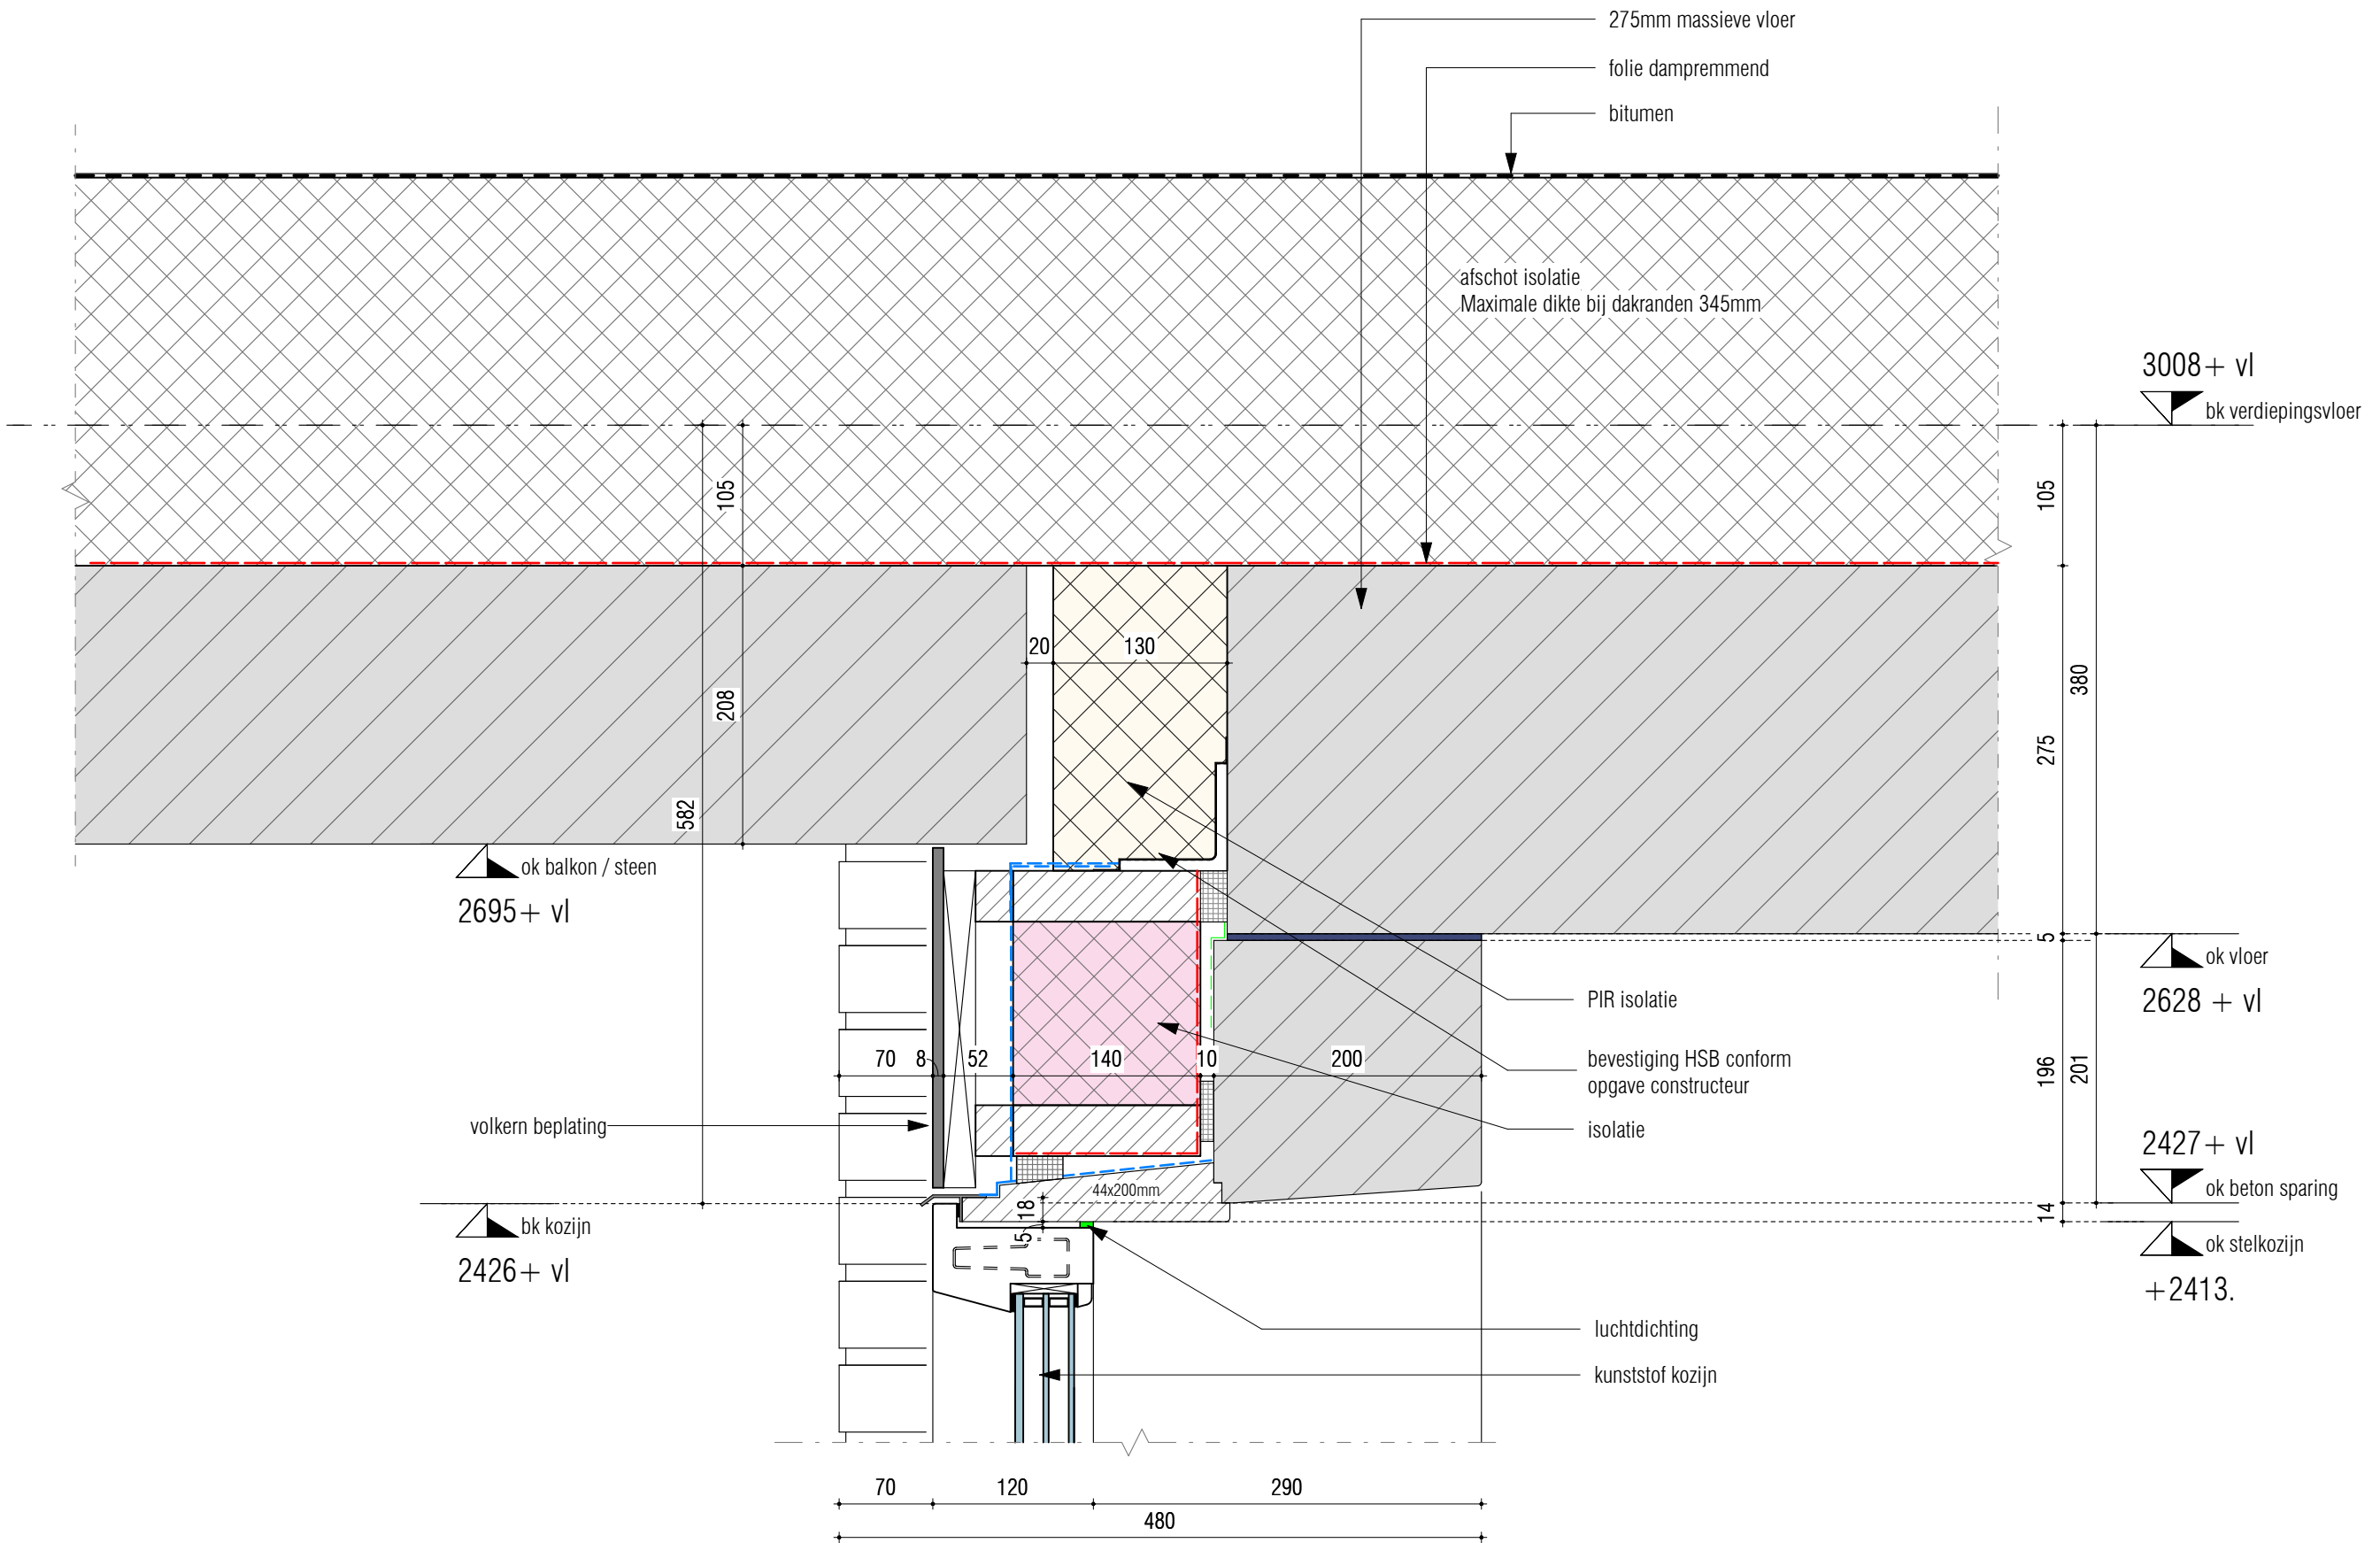 275mm massieve vloer
folie dampremmend
bitumen
afschot isolatie
Maximale dikte bij dakranden 345mm
3008+ vl
bk verdiepingsvloer
105
105
20
130
208
582
275
380
ok balkon / steen
2695+ vl
5
ok vloer
2628 + vl
PIR isolatie
bevestiging HSB conform
opgave constructeur
isolatie
70
8
52
140
10
200
196
201
volkern beplating
2427+ vl
ok beton sparing
44x200mm
18
5
14
bk kozijn
2426+ vl
ok stelkozijn
+2413.
luchtdichting
kunststof kozijn
70
120
290
480